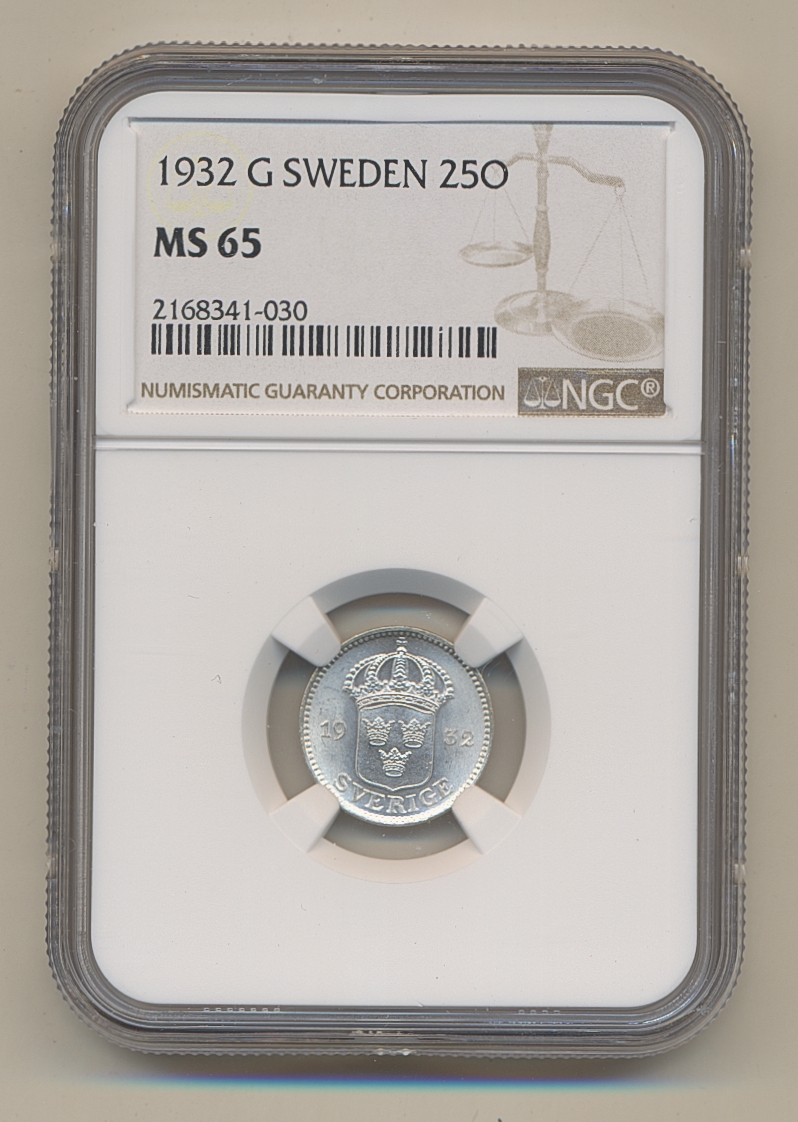 1932 G SWEDEN 25O
MS 65
2168341-030
NUMISMATIC GUARANTY CORPORATION
NGC®
19 32
SVERIGE